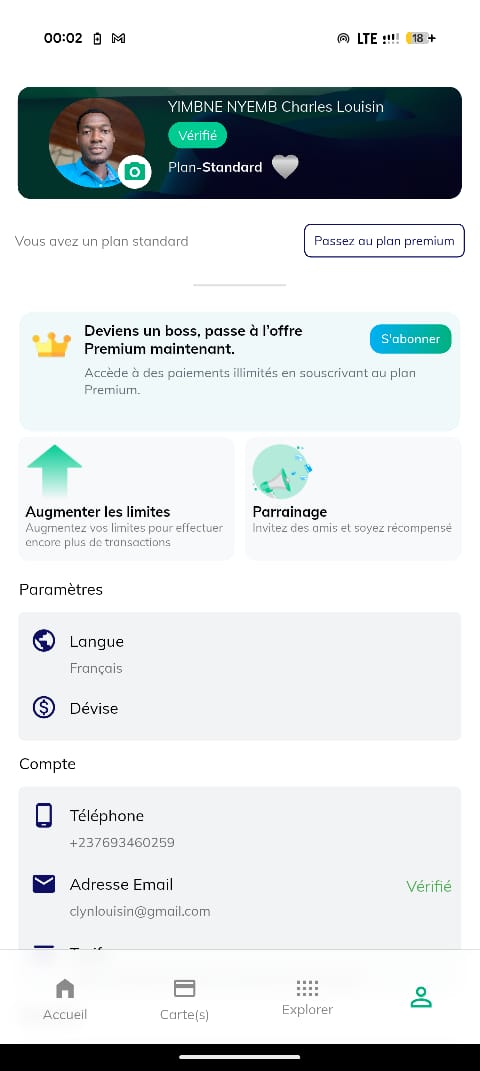 00:02
LTE
18
YIMBNE NYEMB Charles Louisin
Vérifié
Plan-Standard
Vous avez un plan standard
Passez au plan premium
Deviens un boss, passe à l'offre
Premium maintenant.
S'abonner
Accède à des paiements illimités en souscrivant au plan
Premium.
Augmenter les limites
Augmentez vos limites pour effectuer
encore plus de transactions
Parrainage
Invitez des amis et soyez récompensé
Paramètres
Langue
Français
Dévise
Compte
Téléphone
+237693460259
Adresse Email
Vérifié
clynlouisin@gmail.com
Accueil
Carte(s)
Explorer